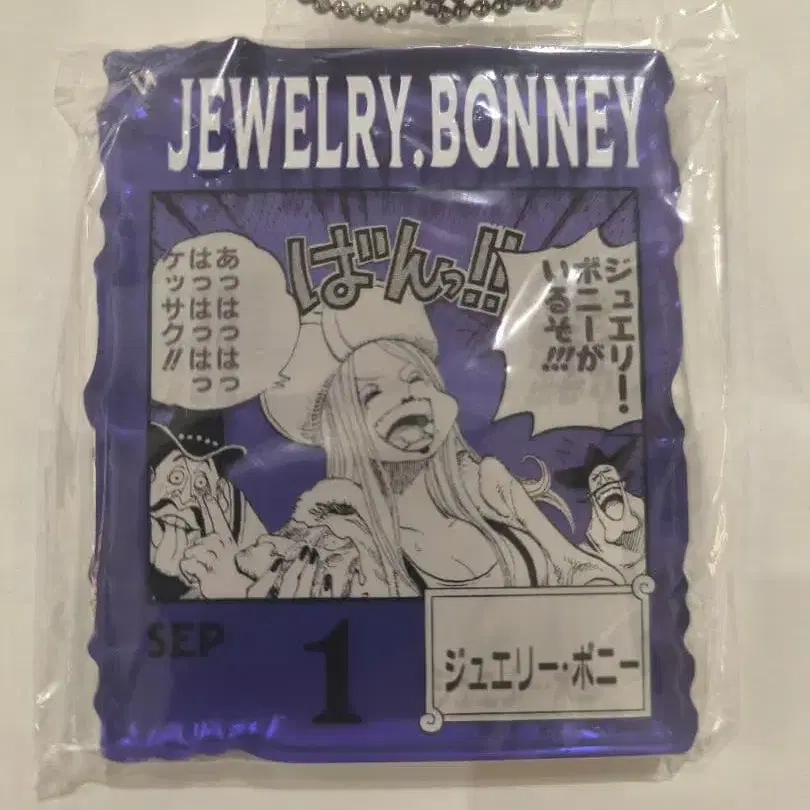 JEWELRY.BONNEY
ジュエリー・
ボニーが
いるぞ!!!
ばんっ!!
あっはっはっ
はっはっはっ
ケッサク!!
SEP
1
ジュエリー・ボニー